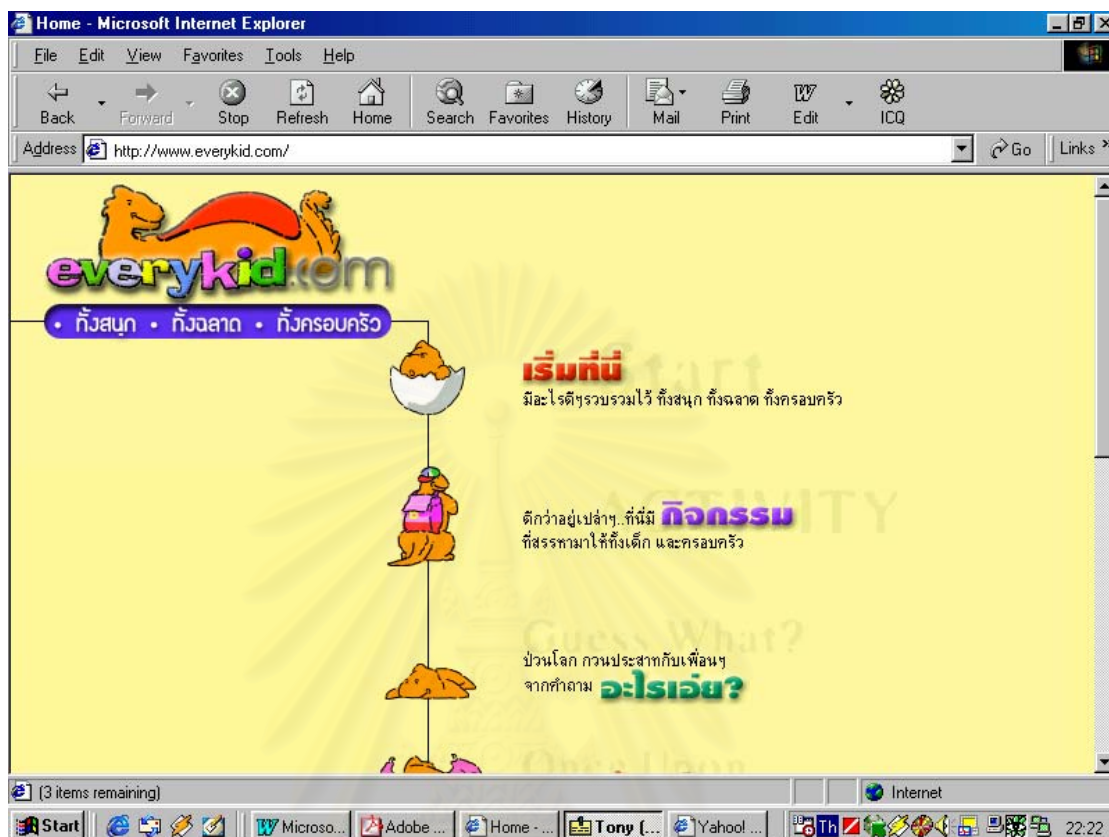 Home - Microsoft Internet Explorer
File Edit View Favorites Tools Help
Back Forward Stop Refresh Home Search Favorites History Mail Print Edit ICQ
Address http://www.everykid.com/ Go Links »
everykid.com
• ทั้งสนุก • ทั้งฉลาด • ทั้งครอบครัว
Start
เริ่มที่นี่
มีอะไรดีๆรวบรวมไว้ ทั้งสนุก ทั้งฉลาด ทั้งครอบครัว
ACTIVITY
ดีกว่าอยู่เปล่าๆ..ที่นี่มี กิจกรรม
ที่สรรหามาให้ทั้งเด็ก และครอบครัว
Guess What?
ป่วนโลก กวนประสาทกับเพื่อนๆ
จากคำถาม อะไรเอ่ย?
Once Upon
(3 items remaining) Internet
Start Microso... Adobe ... Home - ... Tony (... Yahoo! ... Th 22:22